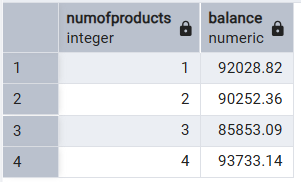 numofproducts balance
integer numeric
1 1 92028.82
2 2 90252.36
3 3 85853.09
4 4 93733.14